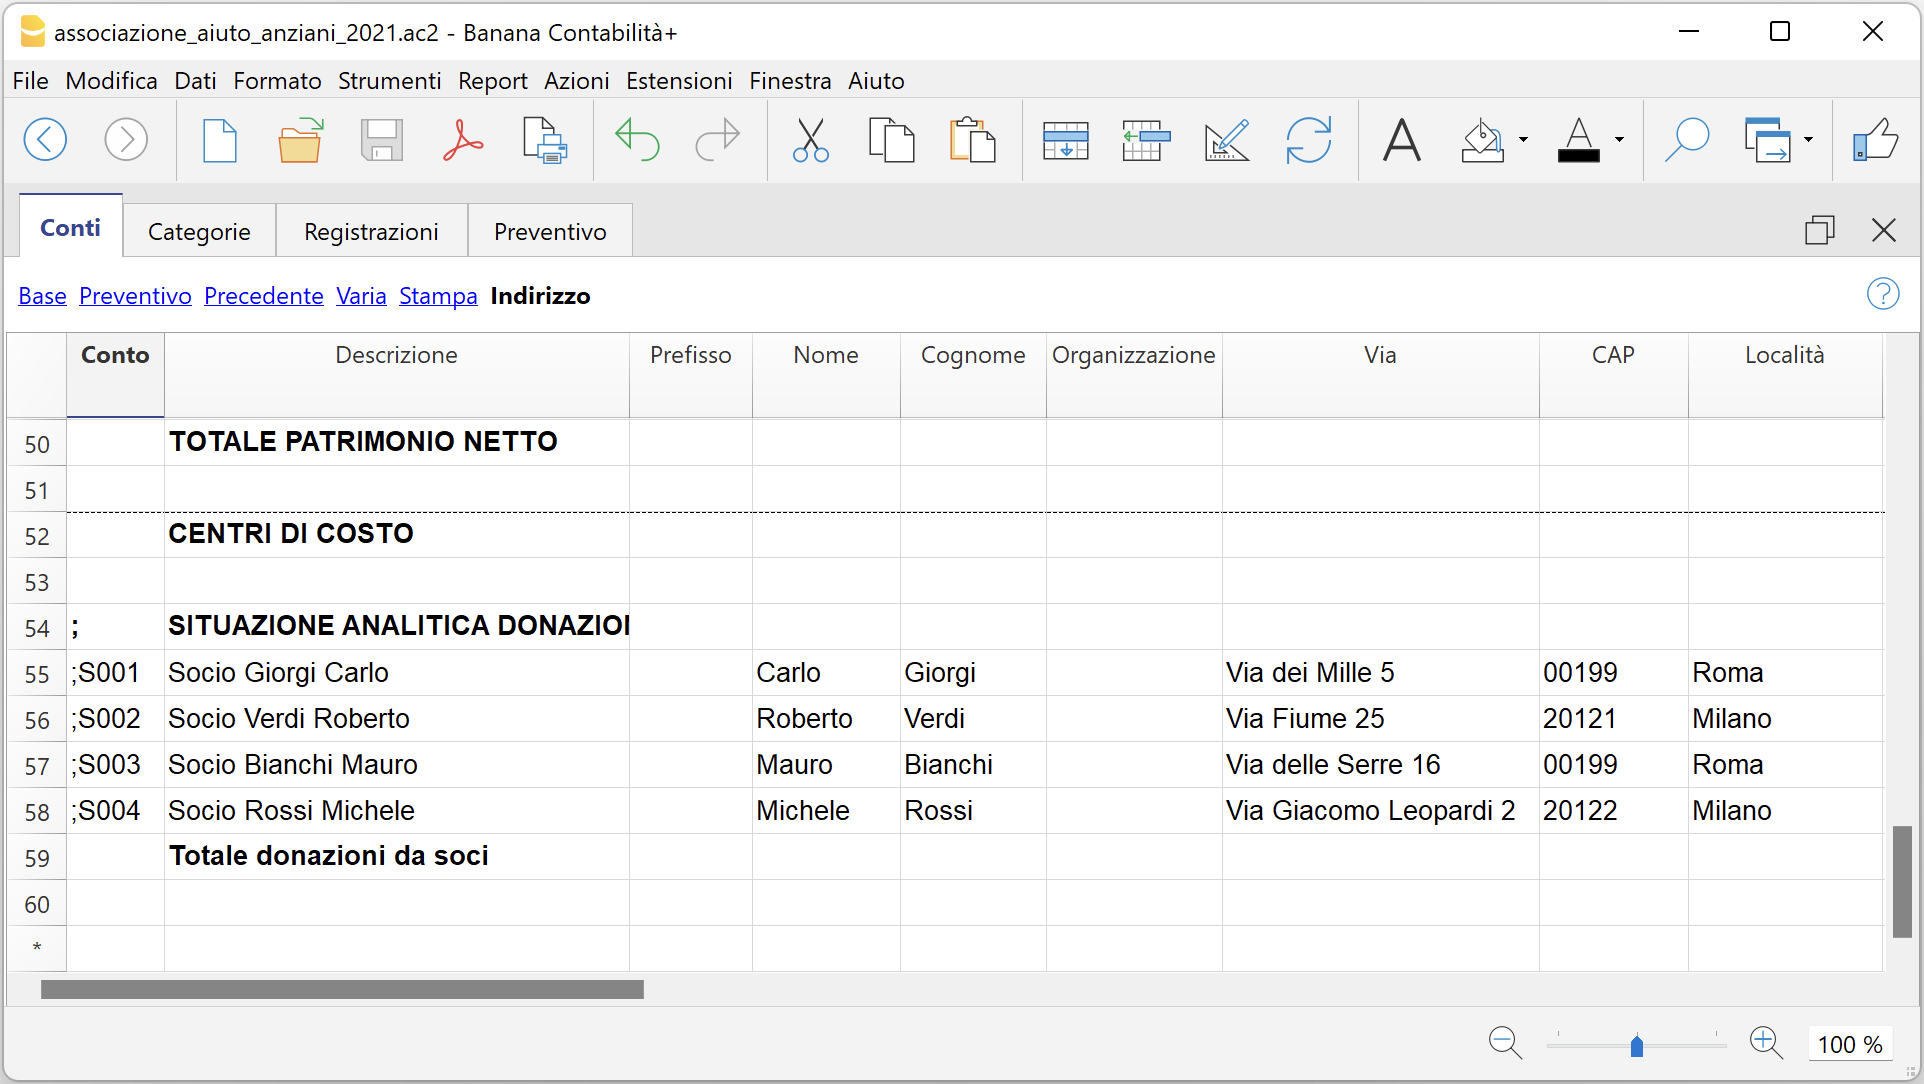 associazione_aiuto_anziani_2021.ac2 - Banana Contabilità+
File Modifica Dati Formato Strumenti Report Azioni Estensioni Finestra Aiuto
Conti Categorie Registrazioni Preventivo
Base Preventivo Precedente Varia Stampa Indirizzo
Conto Descrizione Prefisso Nome Cognome Organizzazione Via CAP Località
50 TOTALE PATRIMONIO NETTO
51
52 CENTRI DI COSTO
53
54 ; SITUAZIONE ANALITICA DONAZIO
55 ;S001 Socio Giorgi Carlo Carlo Giorgi Via dei Mille 5 00199 Roma
56 ;S002 Socio Verdi Roberto Roberto Verdi Via Fiume 25 20121 Milano
57 ;S003 Socio Bianchi Mauro Mauro Bianchi Via delle Serre 16 00199 Roma
58 ;S004 Socio Rossi Michele Michele Rossi Via Giacomo Leopardi 2 20122 Milano
59 Totale donazioni da soci
60
*
100 %